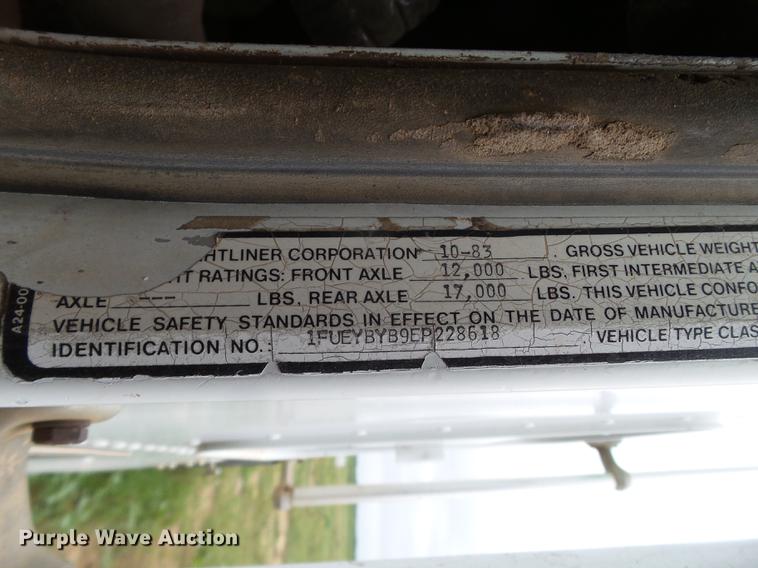 HTLINER CORPORATION 10-83 . GROSS VEHICLE WEIGHT
HT RATINGS: FRONT AXLE 12,000 LBS. FIRST INTERMEDIATE A
AXLE --- LBS. REAR AXLE 17,000 LBS. THIS VEHICLE CONFO
VEHICLE SAFETY STANDARDS IN EFFECT ON THE DATE OF MANUFACTURE
IDENTIFICATION NO. 1FUEYBYB9EP228618 . VEHICLE TYPE CLAS
A24-00
Purple Wave Auction